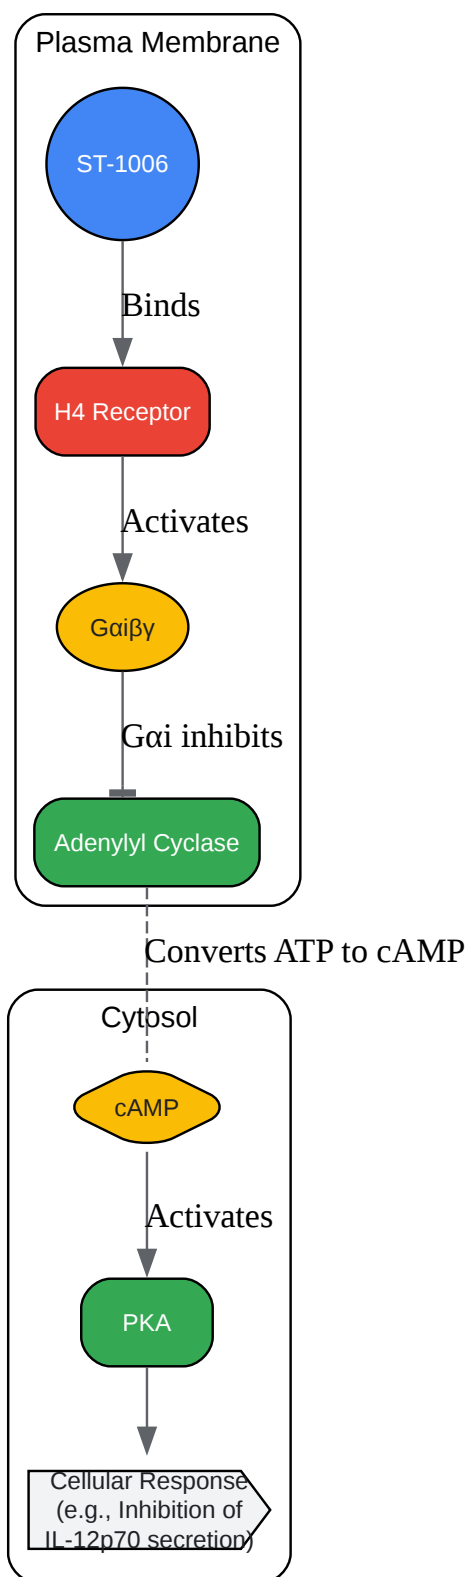 Plasma Membrane
ST-1006
Binds
H4 Receptor
Activates
Gαiβγ
Gαi inhibits
Adenylyl Cyclase
Converts ATP to cAMP
Cytosol
cAMP
Activates
PKA
Cellular Response
(e.g., Inhibition of
IL-12p70 secretion)